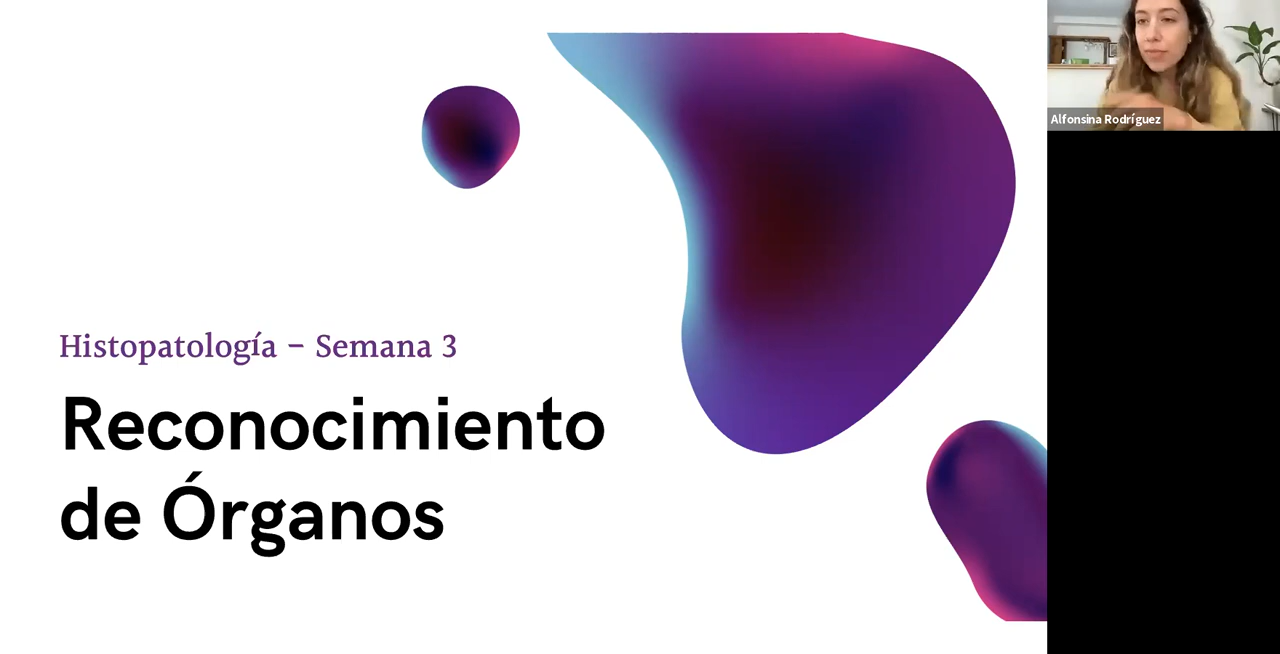 Alfonsina Rodríguez
Histopatología – Semana 3
Reconocimiento
de Órganos